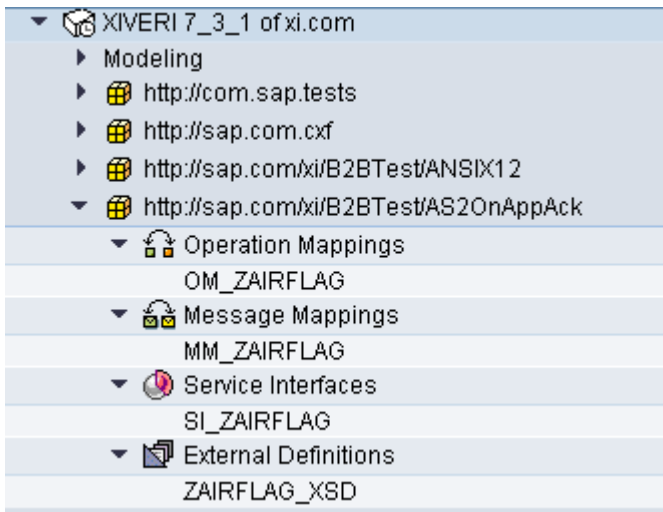 XIVERI 7_3_1 of xi.com
Modeling
http://com.sap.tests
http://sap.com.cxf
http://sap.com/xi/B2BTest/ANSIX12
http://sap.com/xi/B2BTest/AS2OnAppAck
Operation Mappings
OM_ZAIRFLAG
Message Mappings
MM_ZAIRFLAG
Service Interfaces
SI_ZAIRFLAG
External Definitions
ZAIRFLAG_XSD